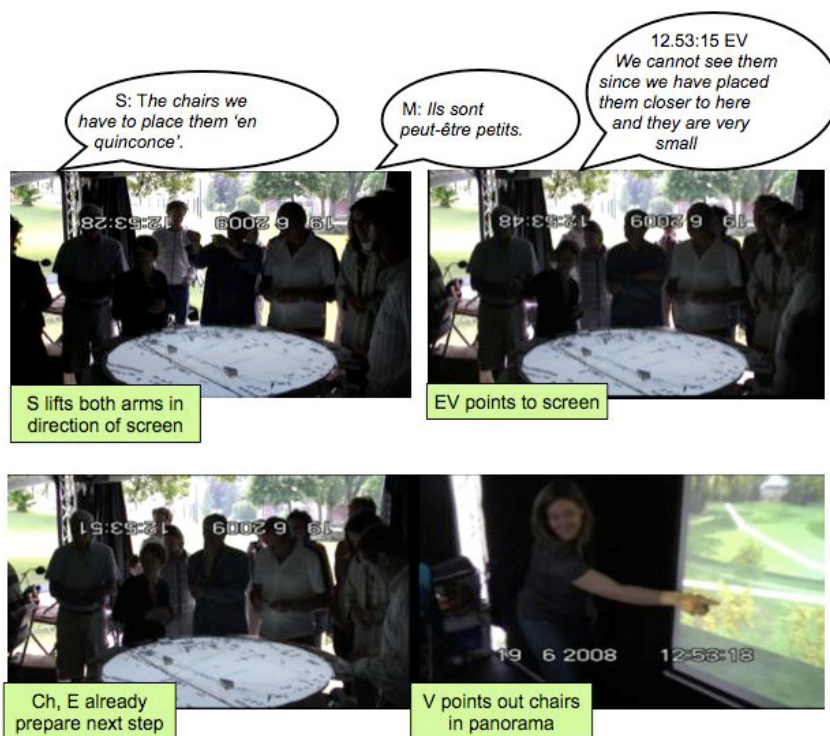 S: The chairs we
have to place them 'en
quinconce'.
M: Ils sont
peut-être petits.
12.53:15 EV
We cannot see them
since we have placed
them closer to here
and they are very
small
S lifts both arms in
direction of screen
EV points to screen
Ch, E already
prepare next step
19 6 2008 12:53:18
V points out chairs
in panorama